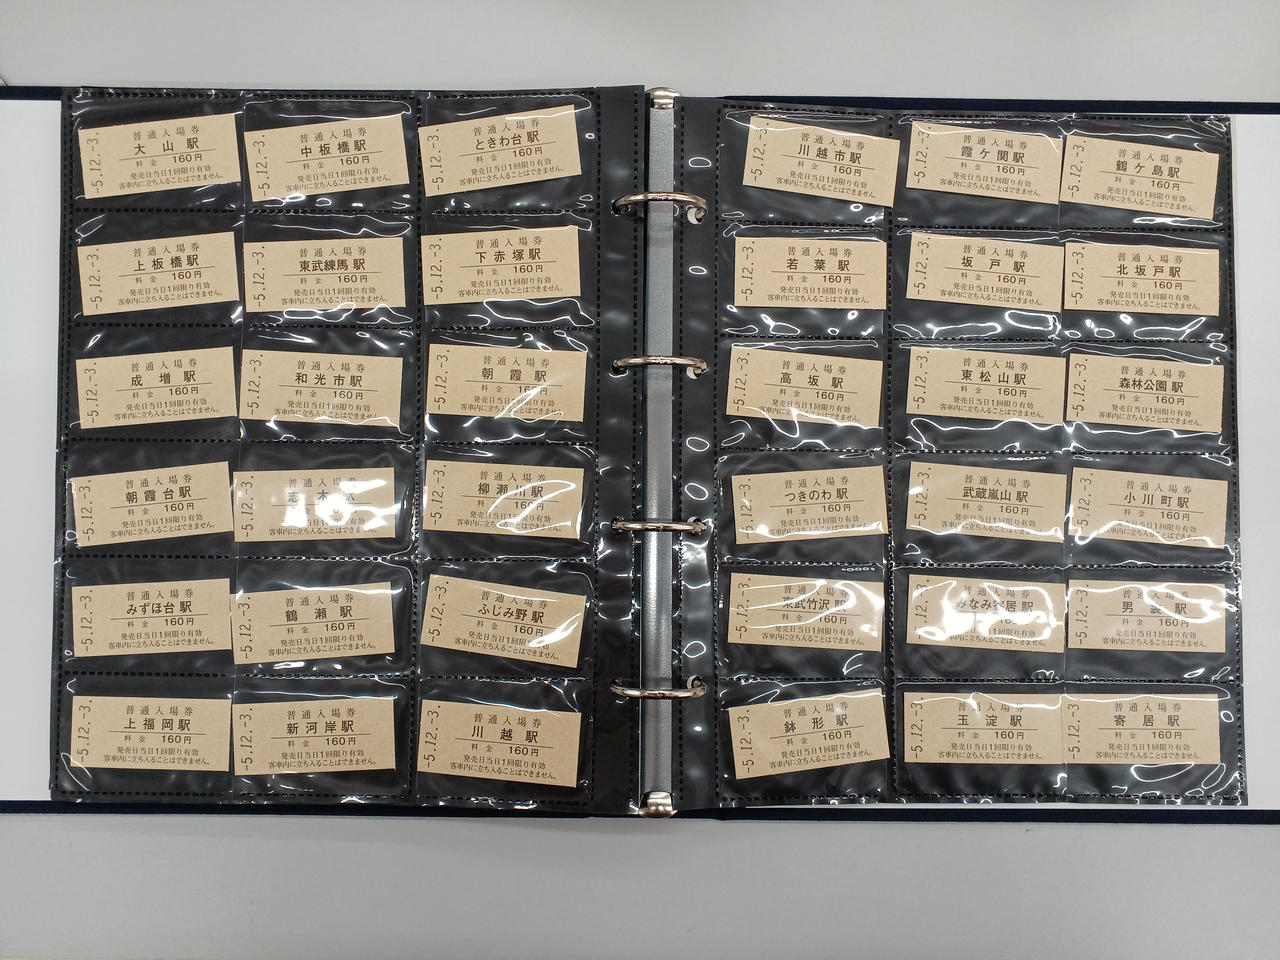 普通入場券
大山駅
料金 160円
発売日当日1回限り有効
客車内に立ち入ることはできません。
-5.12.-3.
普通入場券
中板橋駅
料金 160円
発売日当日1回限り有効
客車内に立ち入ることはできません。
-5.12.-3.
普通入場券
ときわ台駅
料金 160円
発売日当日1回限り有効
客車内に立ち入ることはできません。
-5.12.-3.
普通入場券
上板橋駅
料金 160円
発売日当日1回限り有効
客車内に立ち入ることはできません。
-5.12.-3.
普通入場券
東武練馬駅
料金 160円
発売日当日1回限り有効
客車内に立ち入ることはできません。
-5.12.-3.
普通入場券
下赤塚駅
料金 160円
発売日当日1回限り有効
客車内に立ち入ることはできません。
-5.12.-3.
普通入場券
成増駅
料金 160円
発売日当日1回限り有効
客車内に立ち入ることはできません。
-5.12.-3.
普通入場券
和光市駅
料金 160円
発売日当日1回限り有効
客車内に立ち入ることはできません。
-5.12.-3.
普通入場券
朝霞駅
料金 160円
発売日当日1回限り有効
客車内に立ち入ることはできません。
-5.12.-3.
普通入場券
朝霞台駅
料金 160円
発売日当日1回限り有効
客車内に立ち入ることはできません。
-5.12.-3.
普通入場券
志木駅
発売日当日1回限り有効
客車内に立ち入ることはできません。
-5.12.-3.
普通入場券
柳瀬川駅
料金 160円
発売日当日1回限り有効
客車内に立ち入ることはできません。
-5.12.-3.
普通入場券
みずほ台駅
料金 160円
発売日当日1回限り有効
客車内に立ち入ることはできません。
-5.12.-3.
普通入場券
鶴瀬駅
料金 160円
発売日当日1回限り有効
客車内に立ち入ることはできません。
-5.12.-3.
普通入場券
ふじみ野駅
料金 160円
発売日当日1回限り有効
客車内に立ち入ることはできません。
-5.12.-3.
普通入場券
上福岡駅
料金 160円
発売日当日1回限り有効
客車内に立ち入ることはできません。
-5.12.-3.
普通入場券
新河岸駅
料金 160円
発売日当日1回限り有効
客車内に立ち入ることはできません。
-5.12.-3.
普通入場券
川越駅
料金 160円
発売日当日1回限り有効
客車内に立ち入ることはできません。
-5.12.-3.
普通入場券
川越市駅
料金 160円
発売日当日1回限り有効
客車内に立ち入ることはできません。
-5.12.-3.
普通入場券
霞ケ関駅
料金 160円
発売日当日1回限り有効
客車内に立ち入ることはできません。
-5.12.-3.
普通入場券
鶴ケ島駅
料金 160円
発売日当日1回限り有効
客車内に立ち入ることはできません。
-5.12.-3.
普通入場券
若葉駅
料金 160円
発売日当日1回限り有効
客車内に立ち入ることはできません。
-5.12.-3.
普通入場券
坂戸駅
料金 160円
発売日当日1回限り有効
客車内に立ち入ることはできません。
-5.12.-3.
普通入場券
北坂戸駅
料金 160円
発売日当日1回限り有効
客車内に立ち入ることはできません。
-5.12.-3.
普通入場券
高坂駅
料金 160円
発売日当日1回限り有効
客車内に立ち入ることはできません。
-5.12.-3.
普通入場券
東松山駅
料金 160円
発売日当日1回限り有効
客車内に立ち入ることはできません。
-5.12.-3.
普通入場券
森林公園駅
料金 160円
発売日当日1回限り有効
客車内に立ち入ることはできません。
-5.12.-3.
普通入場券
つきのわ駅
料金 160円
発売日当日1回限り有効
客車内に立ち入ることはできません。
-5.12.-3.
普通入場券
武蔵嵐山駅
料金 160円
発売日当日1回限り有効
客車内に立ち入ることはできません。
-5.12.-3.
普通入場券
小川町駅
料金 160円
発売日当日1回限り有効
客車内に立ち入ることはできません。
-5.12.-3.
普通入場券
東武竹沢駅
料金 160円
発売日当日1回限り有効
客車内に立ち入ることはできません。
-5.12.-3.
普通入場券
みなみ寄居駅
発売日当日1回限り有効
客車内に立ち入ることはできません。
-5.12.-3.
普通入場券
男衾駅
料金 160円
発売日当日1回限り有効
客車内に立ち入ることはできません。
-5.12.-3.
普通入場券
鉢形駅
料金 160円
発売日当日1回限り有効
客車内に立ち入ることはできません。
-5.12.-3.
普通入場券
玉淀駅
料金 160円
発売日当日1回限り有効
客車内に立ち入ることはできません。
-5.12.-3.
普通入場券
寄居駅
料金 160円
発売日当日1回限り有効
客車内に立ち入ることはできません。
-5.12.-3.